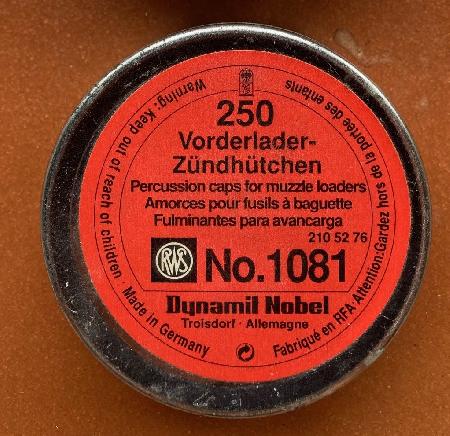 250
Vorderlader-
Zündhütchen
Percussion caps for muzzle loaders
Amorces pour fusils à baguette
Fulminantes para avancarga
210 52 76
RWS No.1081
Dynamit Nobel
Troisdorf · Allemagne
Warning: Keep out of reach of children · Made in Germany
Fabriqué en RFA · Attention: Gardez hors de la portée des enfants